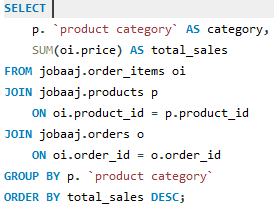 SELECT
p. `product category` AS category,
SUM(oi.price) AS total_sales
FROM jobaaj.order_items oi
JOIN jobaaj.products p
ON oi.product_id = p.product_id
JOIN jobaaj.orders o
ON oi.order_id = o.order_id
GROUP BY p. `product category`
ORDER BY total_sales DESC;